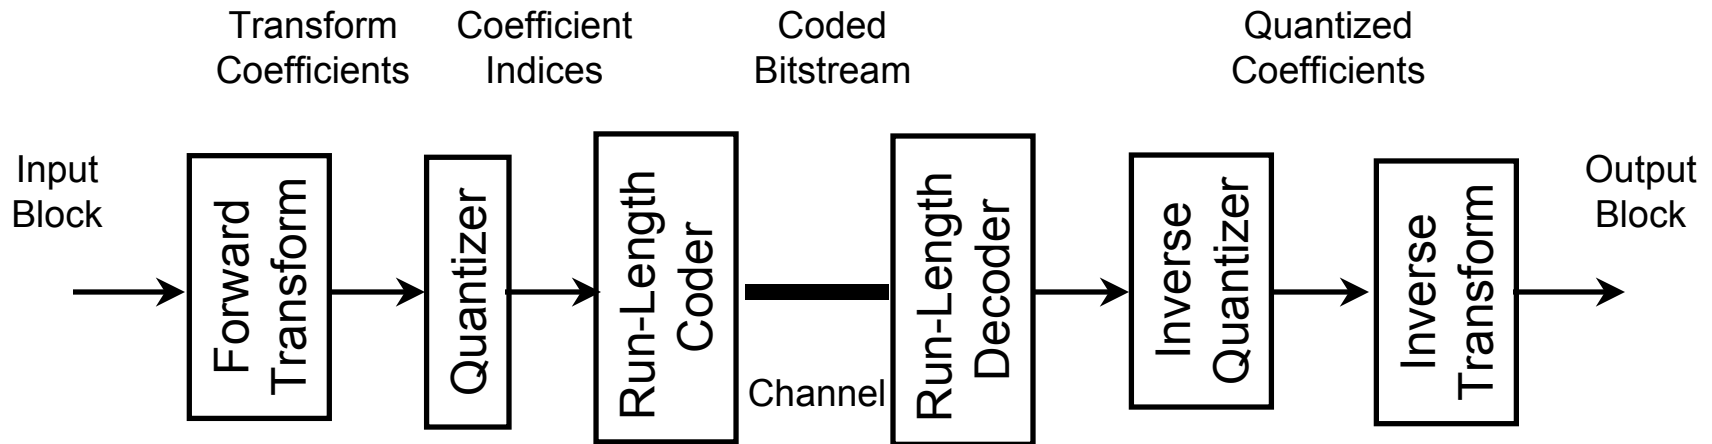 Transform
Coefficients
Coefficient
Indices
Coded
Bitstream
Quantized
Coefficients
Input
Block
Forward
Transform
Quantizer
Run-Length
Coder
Channel
Run-Length
Decoder
Inverse
Quantizer
Inverse
Transform
Output
Block